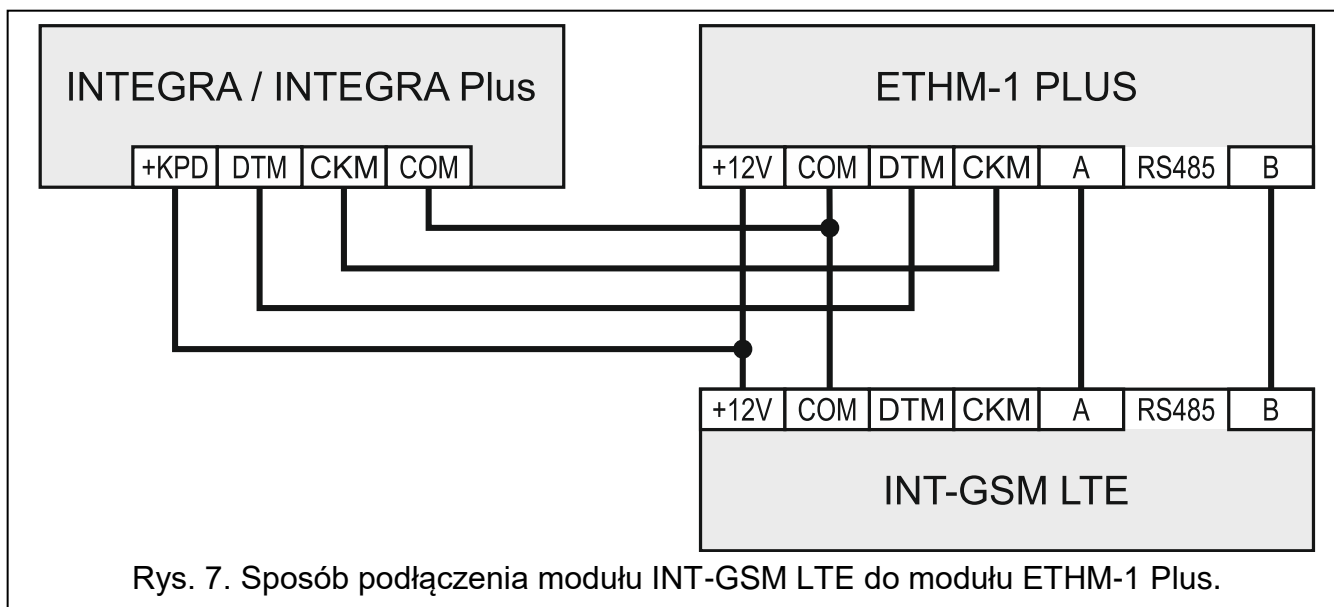 INTEGRA / INTEGRA Plus
+KPD DTM CKM COM
ETHM-1 PLUS
+12V COM DTM CKM A RS485 B
+12V COM DTM CKM A RS485 B
INT-GSM LTE
Rys. 7. Sposób podłączenia modułu INT-GSM LTE do modułu ETHM-1 Plus.